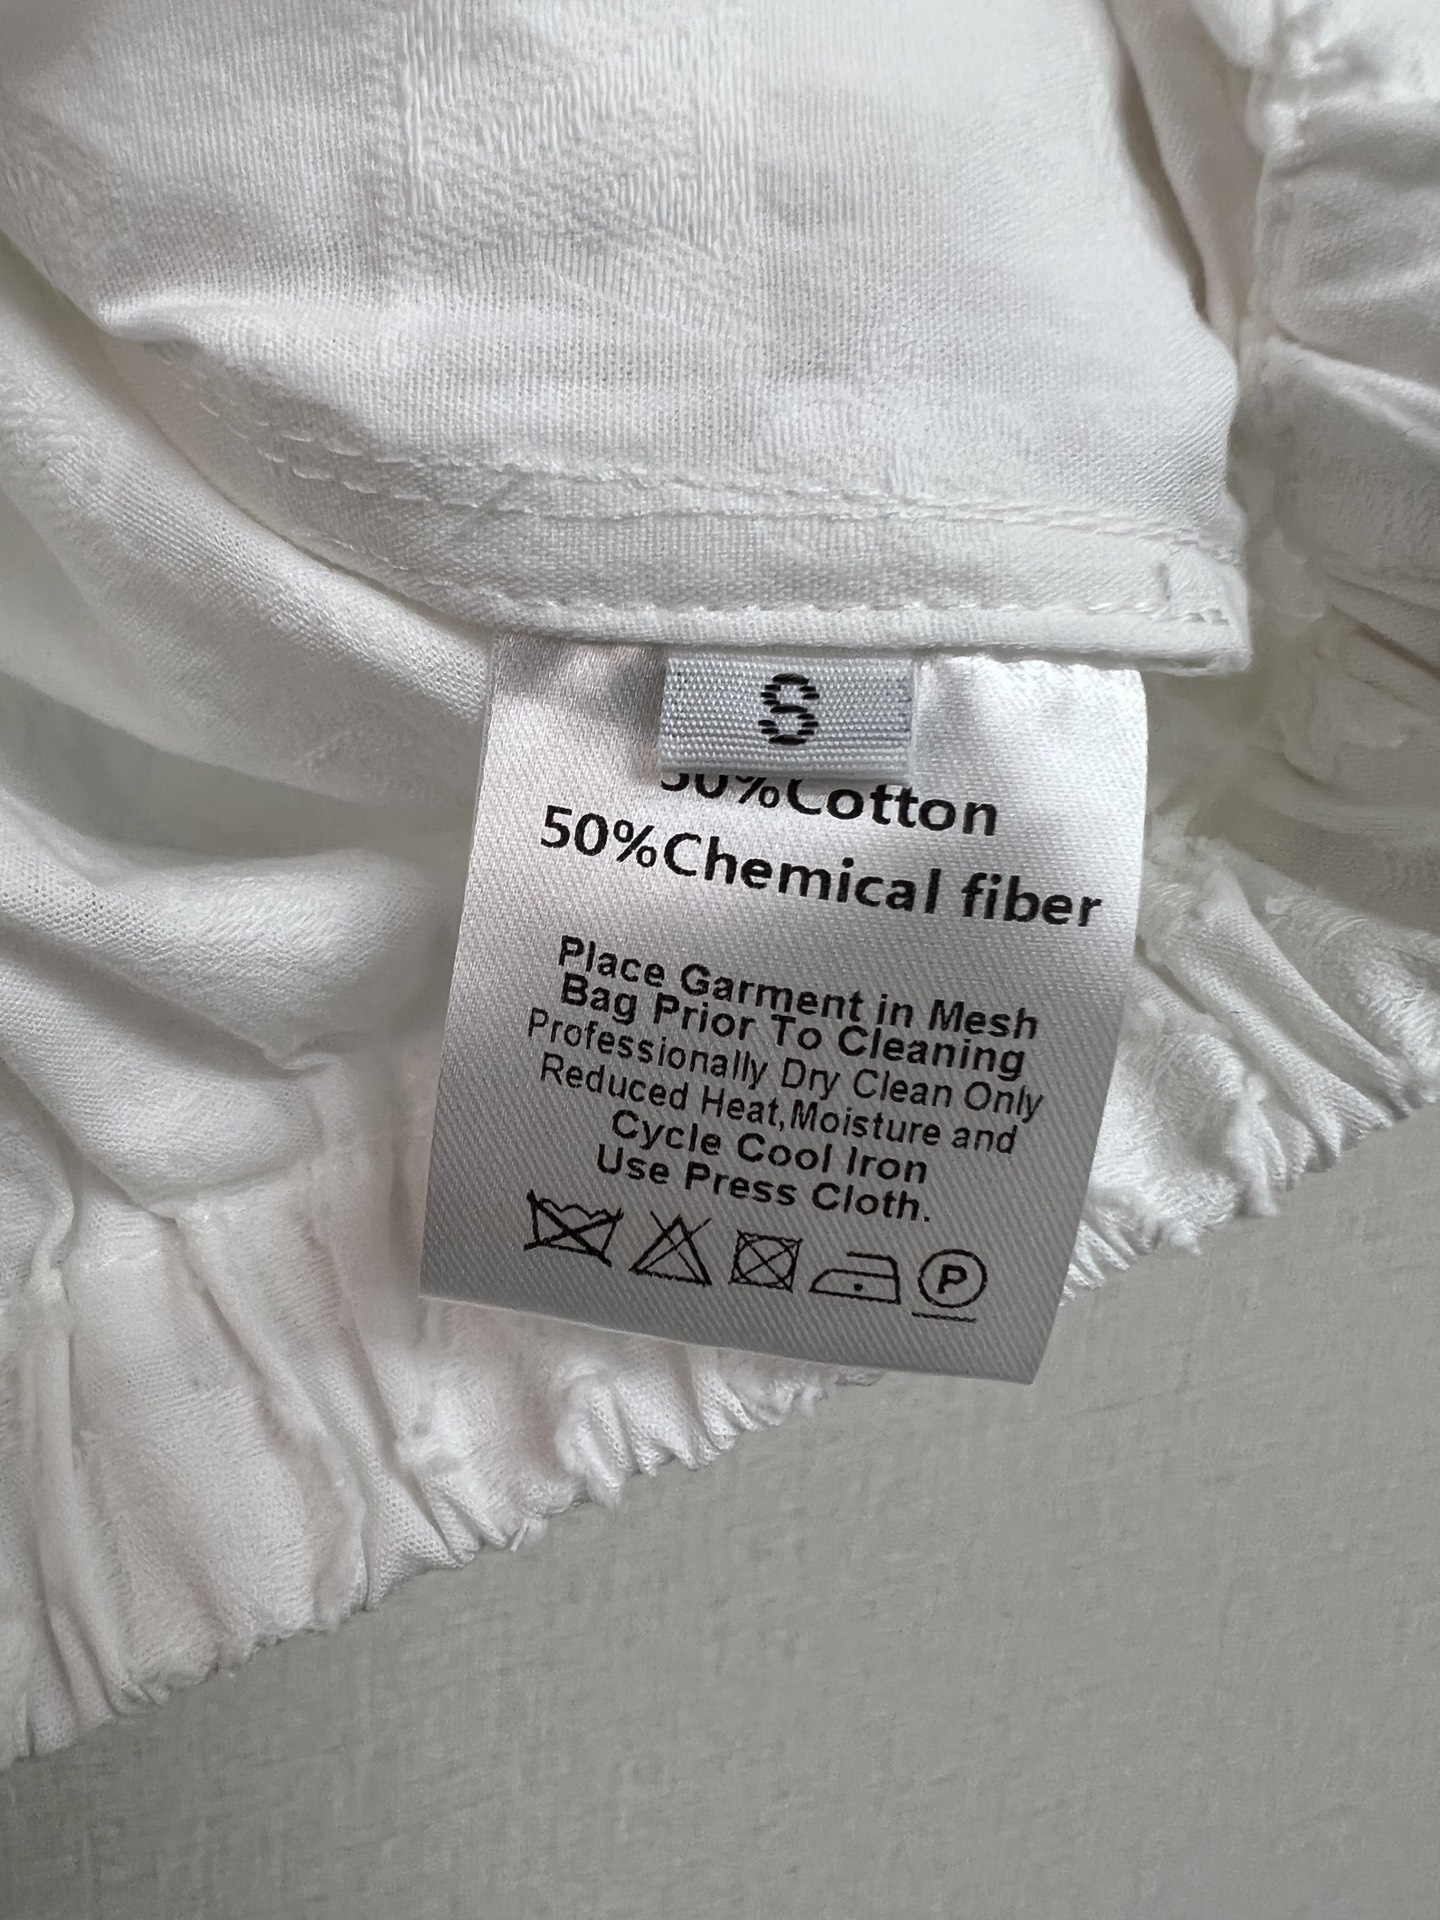 S
50%Cotton
50%Chemical fiber
Place Garment in Mesh
Bag Prior To Cleaning
Professionally Dry Clean Only
Reduced Heat,Moisture and
Cycle Cool Iron
Use Press Cloth.
P